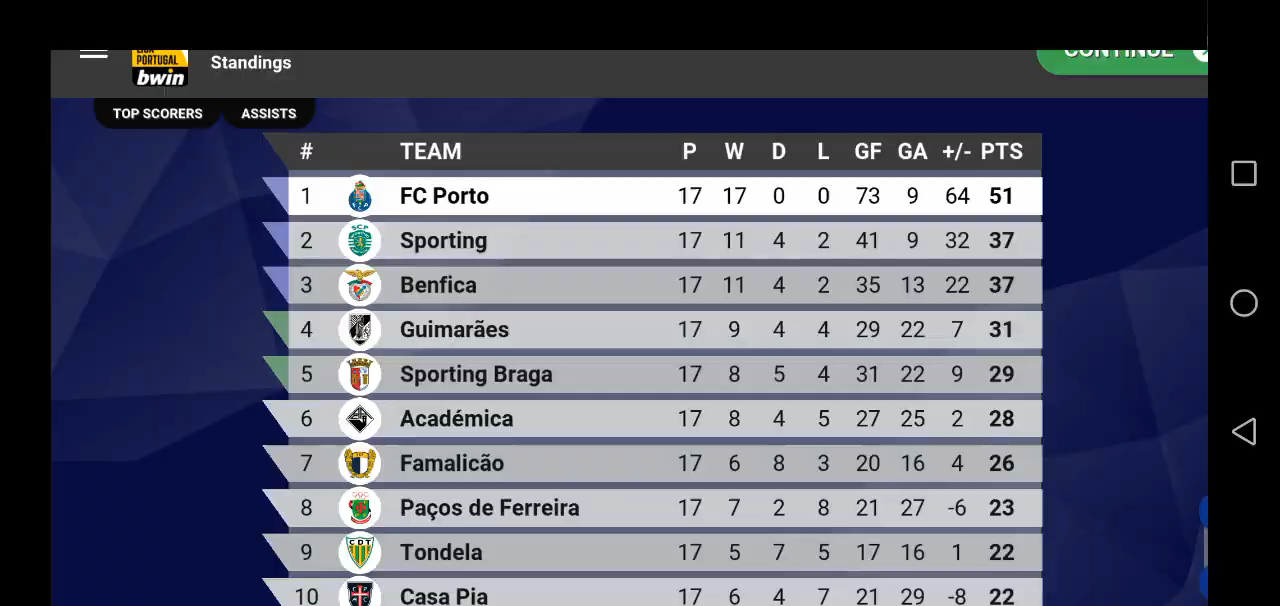 LIGA
PORTUGAL
bwin
Standings
CONTINUE
TOP SCORERS
ASSISTS
# TEAM P W D L GF GA +/- PTS
1 FC Porto 17 17 0 0 73 9 64 51
2 Sporting 17 11 4 2 41 9 32 37
3 Benfica 17 11 4 2 35 13 22 37
4 Guimarães 17 9 4 4 29 22 7 31
5 Sporting Braga 17 8 5 4 31 22 9 29
6 Académica 17 8 4 5 27 25 2 28
7 Famalicão 17 6 8 3 20 16 4 26
8 Paços de Ferreira 17 7 2 8 21 27 -6 23
9 Tondela 17 5 7 5 17 16 1 22
10 Casa Pia 17 6 4 7 21 29 -8 22